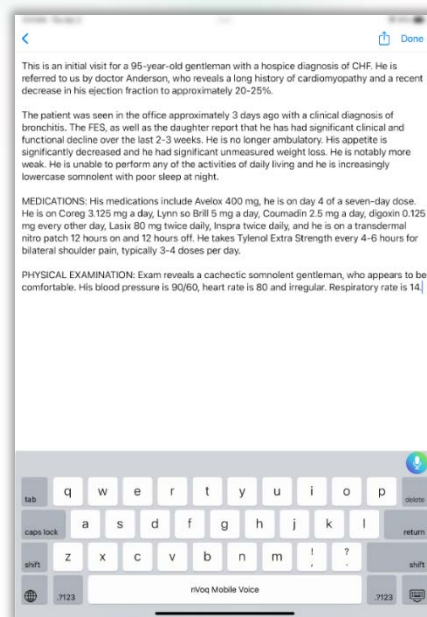 Done
This is an initial visit for a 95-year-old gentleman with a hospice diagnosis of CHF. He is
referred to us by doctor Anderson, who reveals a long history of cardiomyopathy and a recent
decrease in his ejection fraction to approximately 20-25%.
The patient was seen in the office approximately 3 days ago with a clinical diagnosis of
bronchitis. The FES, as well as the daughter report that he has had significant clinical and
functional decline over the last 2-3 weeks. He is no longer ambulatory. His appetite is
significantly decreased and he had significant unmeasured weight loss. He is notably more
weak. He is unable to perform any of the activities of daily living and he is increasingly
lowercase somnolent with poor sleep at night.
MEDICATIONS: His medications include Avelox 400 mg, he is on day 4 of a seven-day dose.
He is on Coreg 3.125 mg a day, Lynn so Brill 5 mg a day, Coumadin 2.5 mg a day, digoxin 0.125
mg every other day, Lasix 80 mg twice daily, Inspra twice daily, and he is on a transdermal
nitro patch 12 hours on and 12 hours off. He takes Tylenol Extra Strength every 4-6 hours for
bilateral shoulder pain, typically 3-4 doses per day.
PHYSICAL EXAMINATION: Exam reveals a cachectic somnolent gentleman, who appears to be
comfortable. His blood pressure is 90/60, heart rate is 80 and irregular. Respiratory rate is 14.
tab q w e r t y u i o p delete
caps lock a s d f g h j k l return
shift z x c v b n m ! , ? . shift
.?123 nVoq Mobile Voice .?123